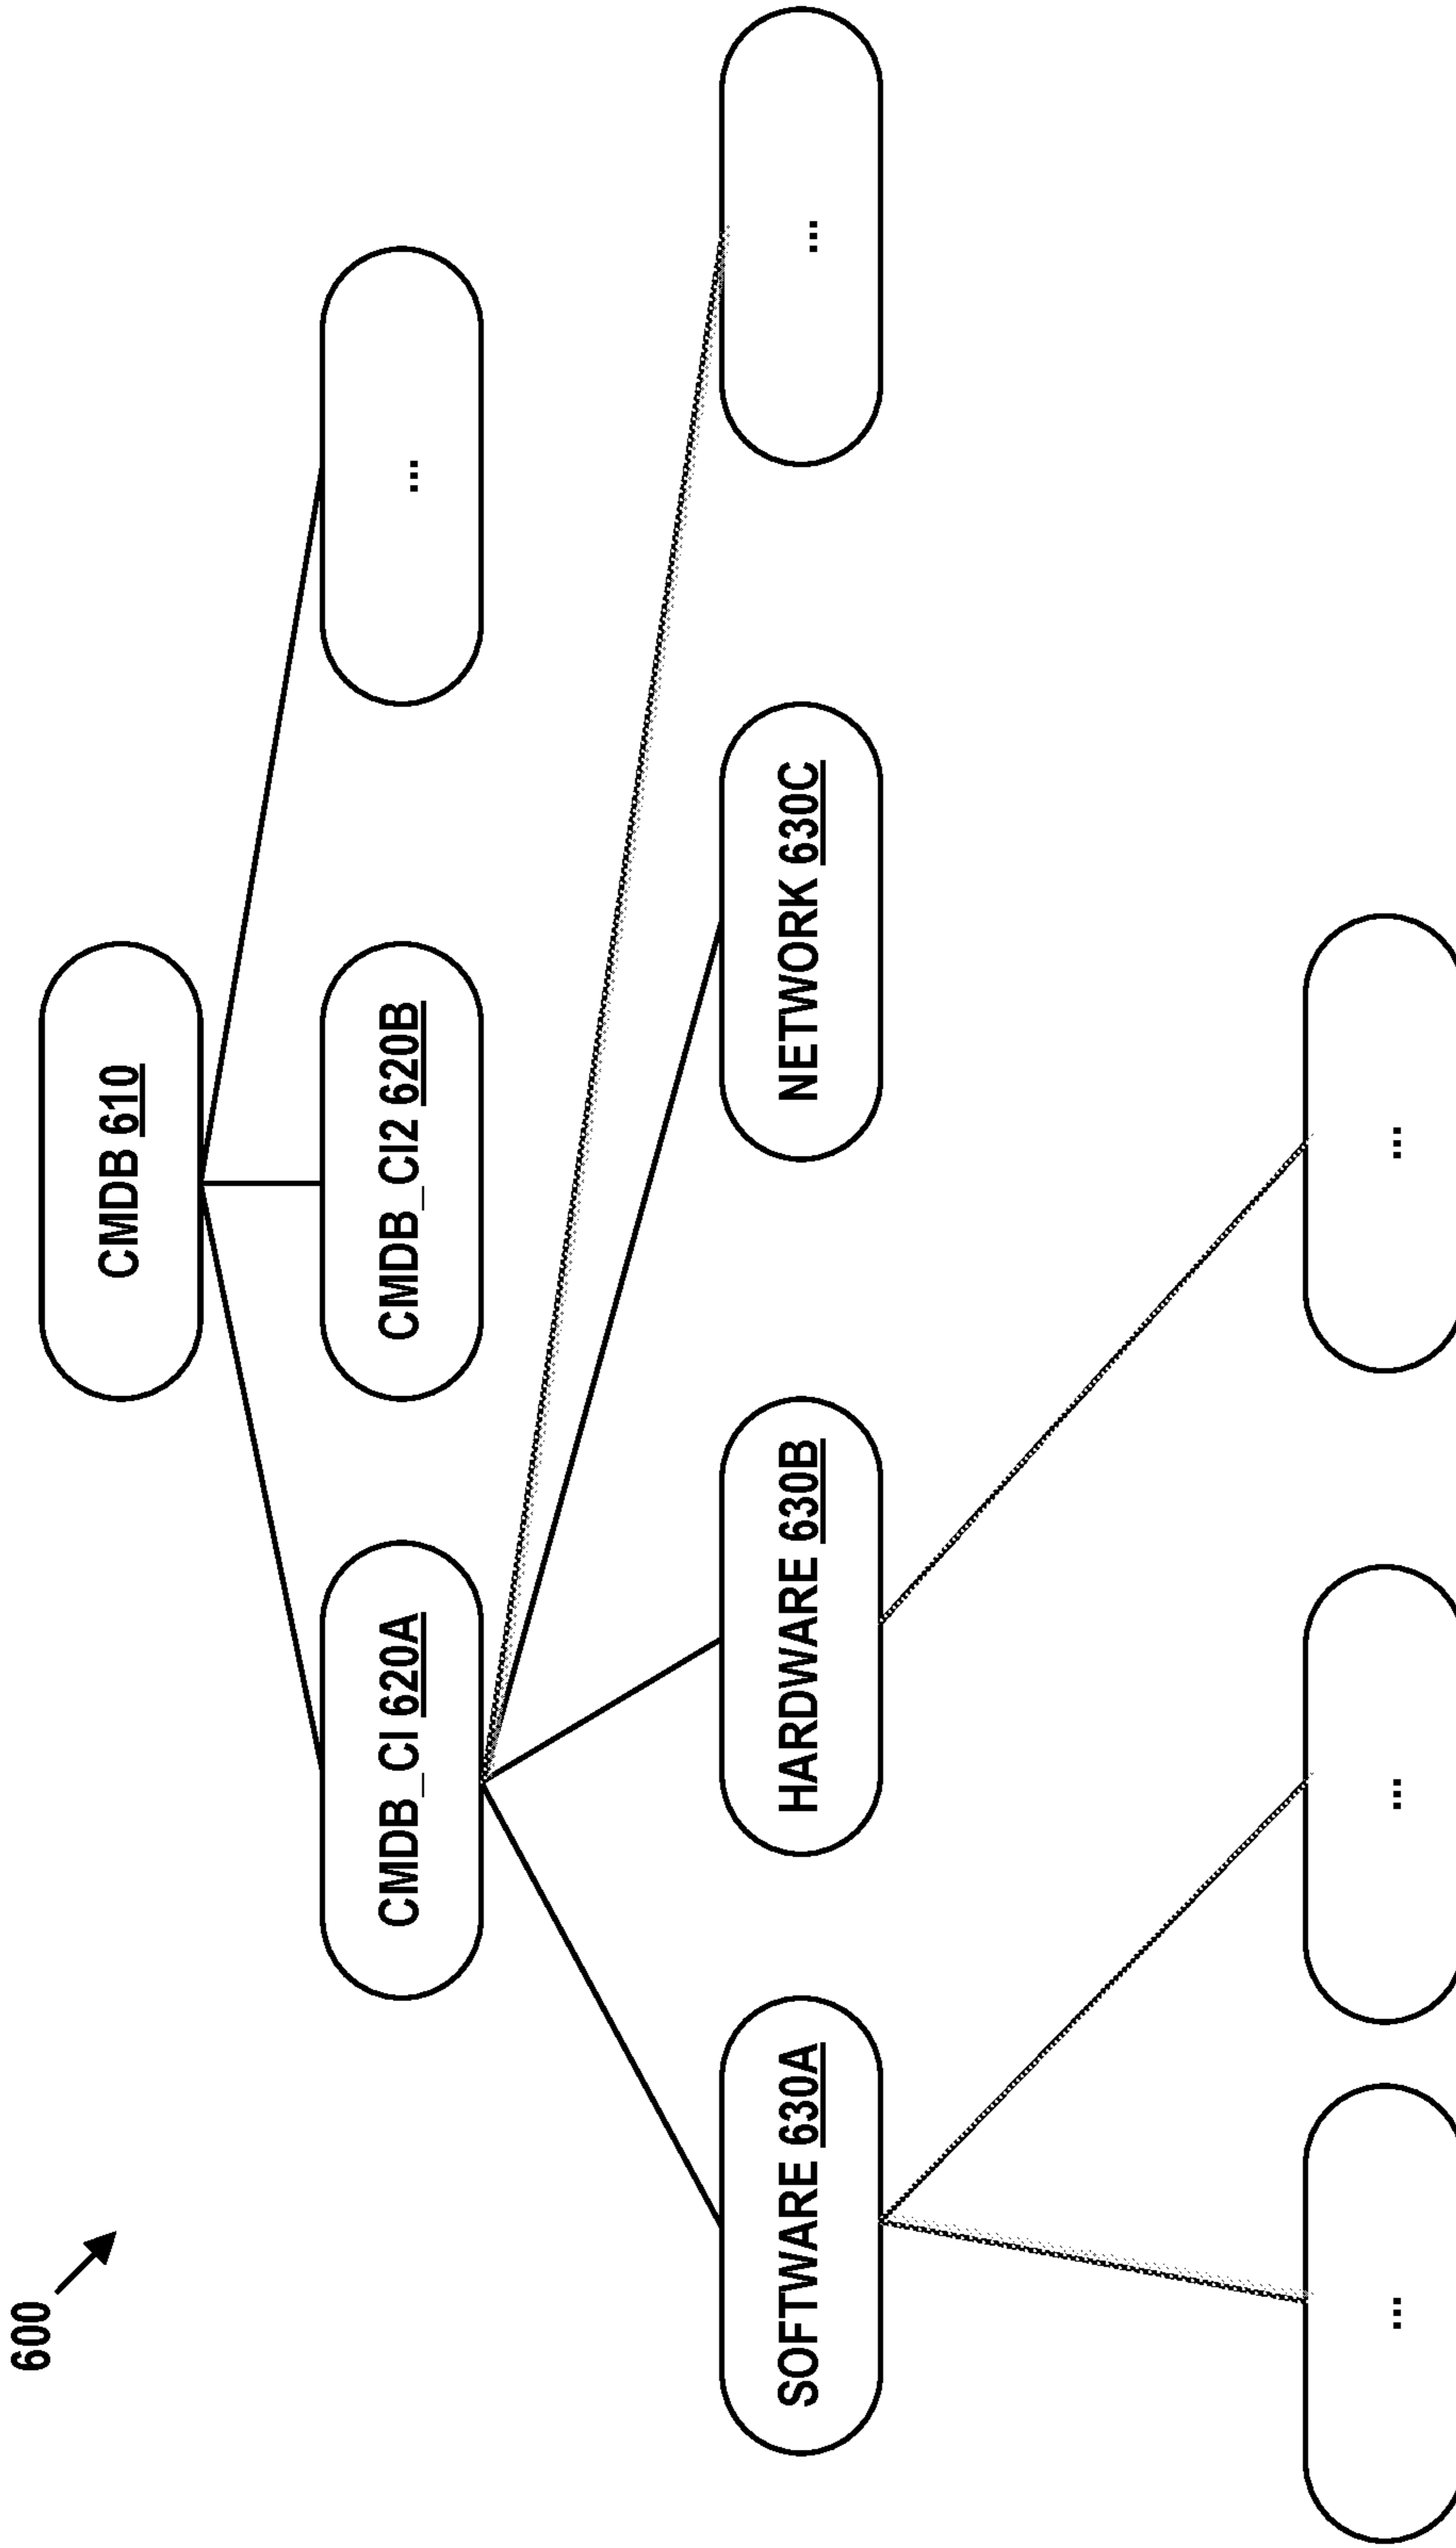 600
CMDB 610
CMDB_CI 620A
CMDB_CI2 620B
...
SOFTWARE 630A
HARDWARE 630B
NETWORK 630C
...
...
...
...